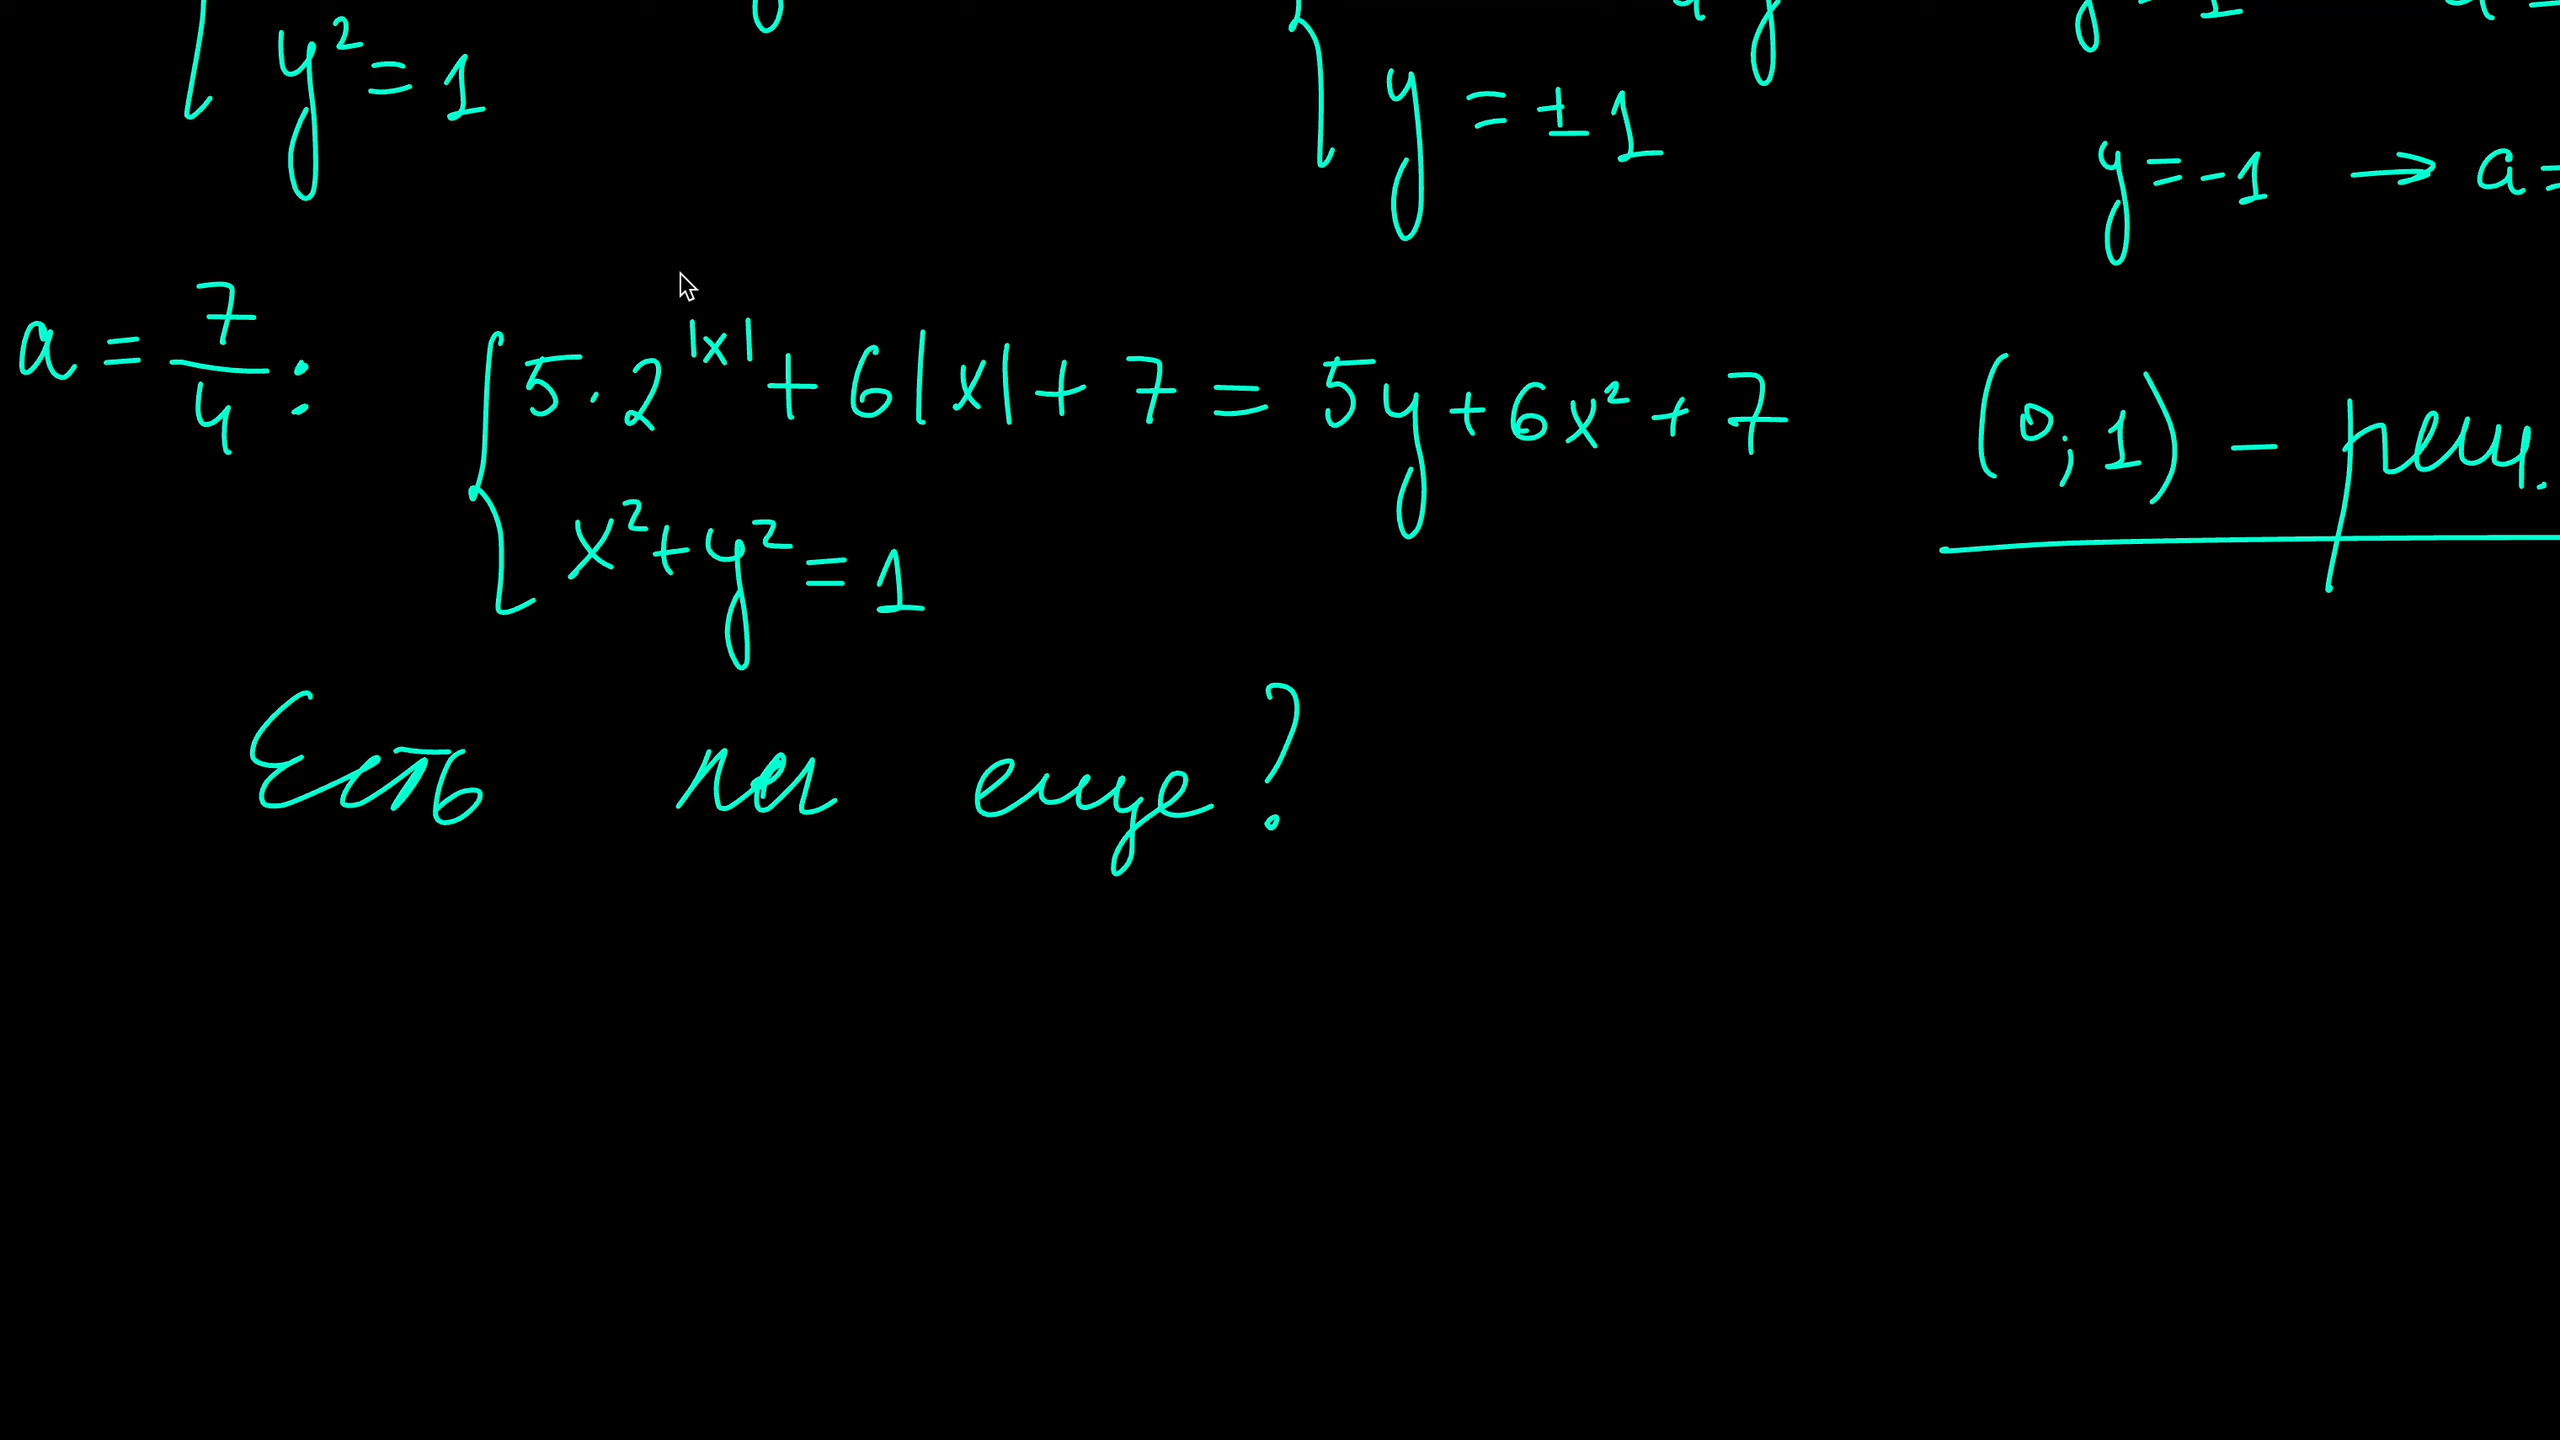 y² = 1
y = ± 1
y = -1 → a =
a = 7/4 :
5 · 2^|x| + 6|x| + 7 = 5y + 6x² + 7
(0; 1) – реш.
x² + y² = 1
Есть ли еще?